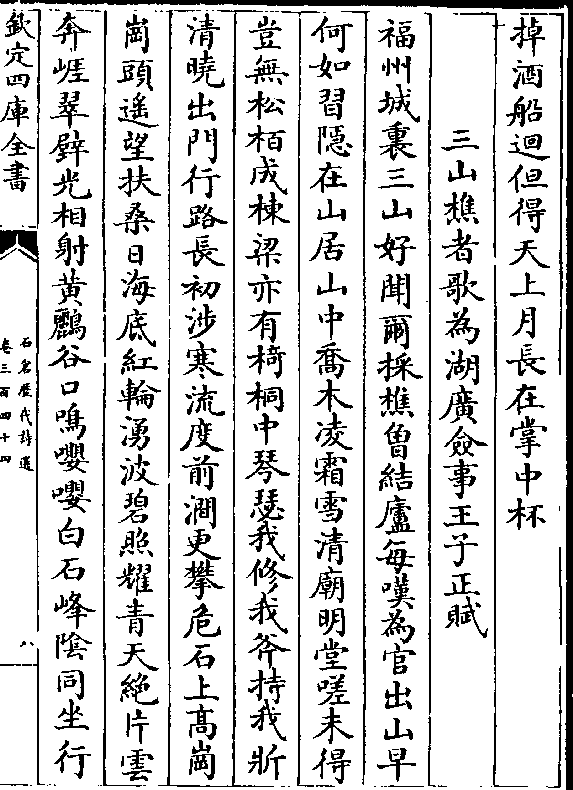 掉酒船迴但得天上月長在掌中杯
三山樵者歌為湖廣僉事王子正賦
福州城裏三山好聞爾採樵曾結廬每嘆為官出山早
何如習隠在山居山中喬木凌霜雪清廟明堂嗟未得
豈無松栢成棟梁亦有椅桐中琴瑟我修我斧持我斨
清曉出門行路長初涉寒流度前澗更攀危石上髙崗
崗頭遥望扶桑日海底紅輪湧波碧照耀青天絶片雲
奔崕翠壁光相射黄鸝谷口鳴嚶嚶白石峰隂同坐行
欽定四庫全書
石倉歴代詩選
卷三百四十四
八